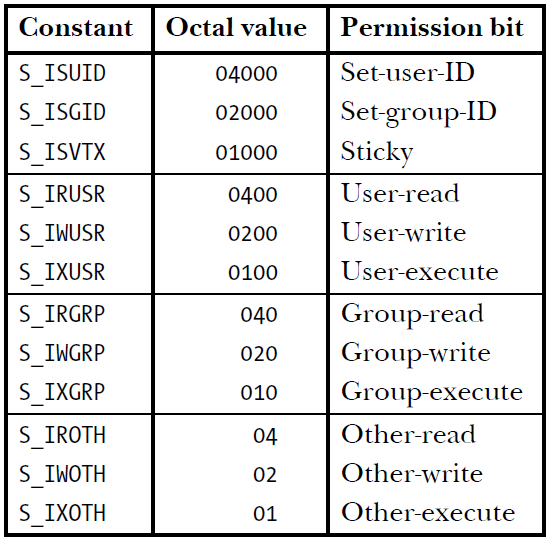 Constant Octal value Permission bit
S_ISUID 04000 Set-user-ID
S_ISGID 02000 Set-group-ID
S_ISVTX 01000 Sticky
S_IRUSR 0400 User-read
S_IWUSR 0200 User-write
S_IXUSR 0100 User-execute
S_IRGRP 040 Group-read
S_IWGRP 020 Group-write
S_IXGRP 010 Group-execute
S_IROTH 04 Other-read
S_IWOTH 02 Other-write
S_IXOTH 01 Other-execute